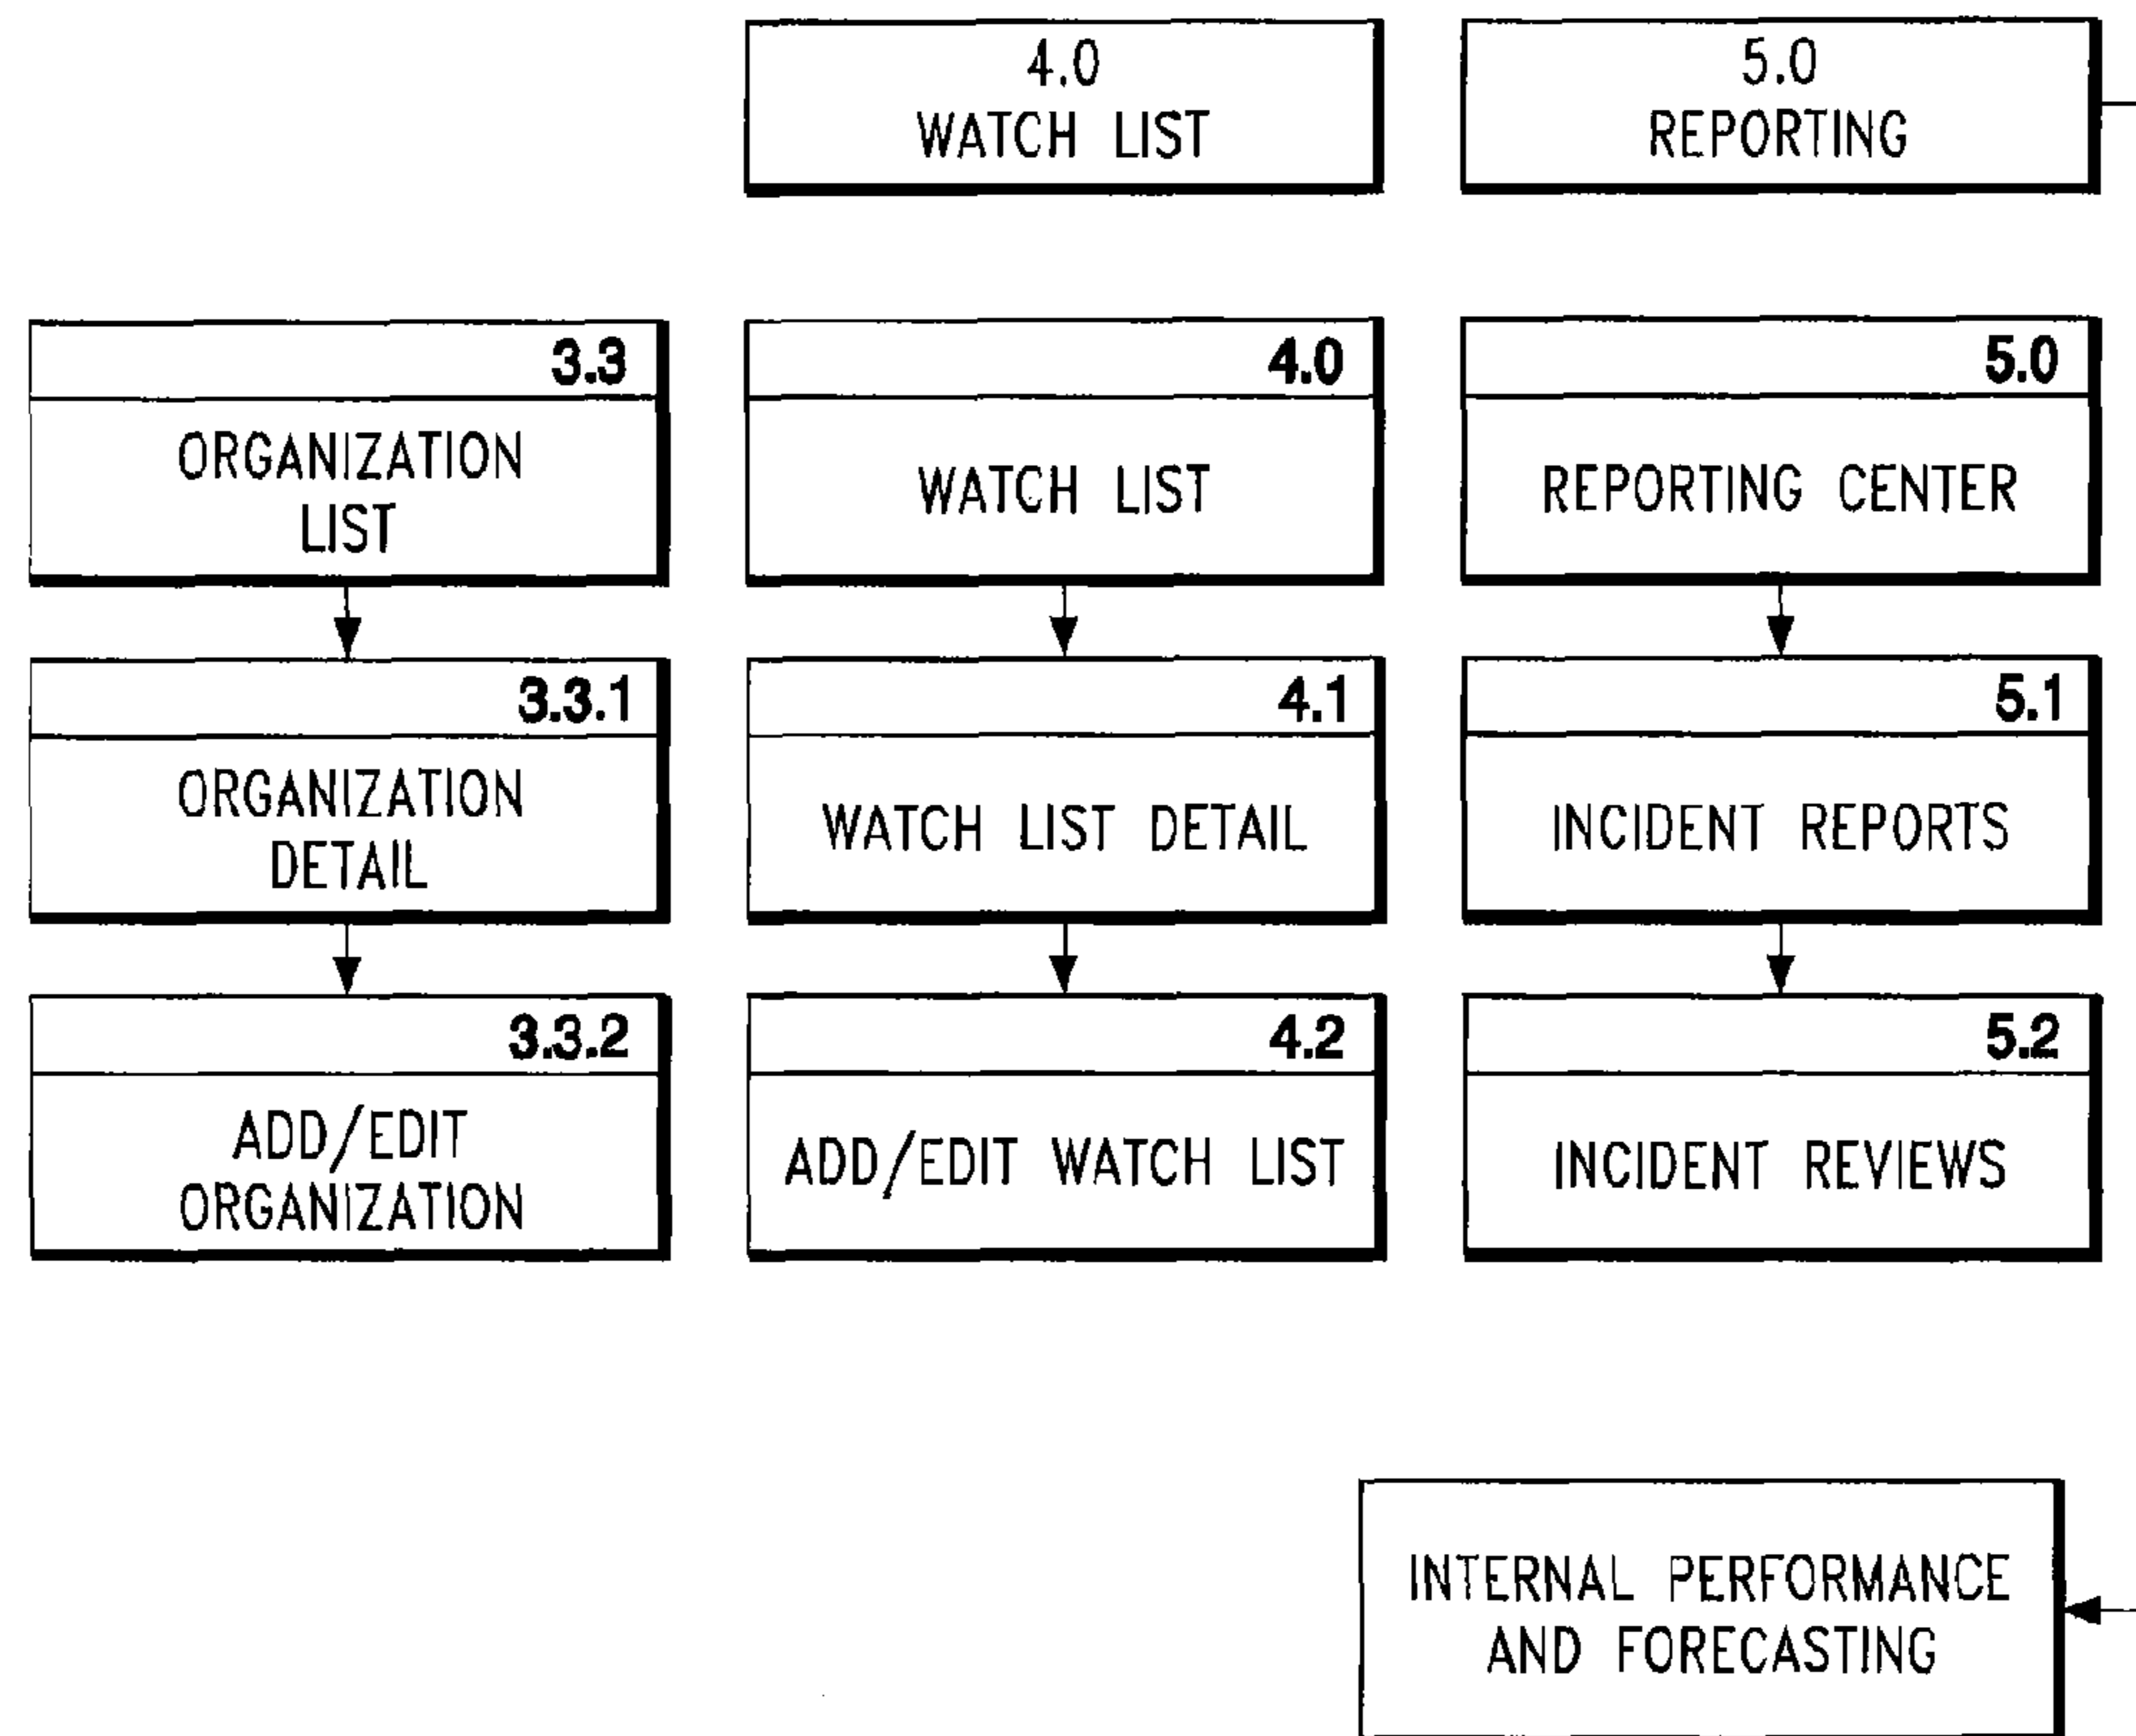 4.0
WATCH LIST
5.0
REPORTING
3.3
ORGANIZATION
LIST
4.0
WATCH LIST
5.0
REPORTING CENTER
3.3.1
ORGANIZATION
DETAIL
4.1
WATCH LIST DETAIL
5.1
INCIDENT REPORTS
3.3.2
ADD/EDIT
ORGANIZATION
4.2
ADD/EDIT WATCH LIST
5.2
INCIDENT REVIEWS
INTERNAL PERFORMANCE
AND FORECASTING